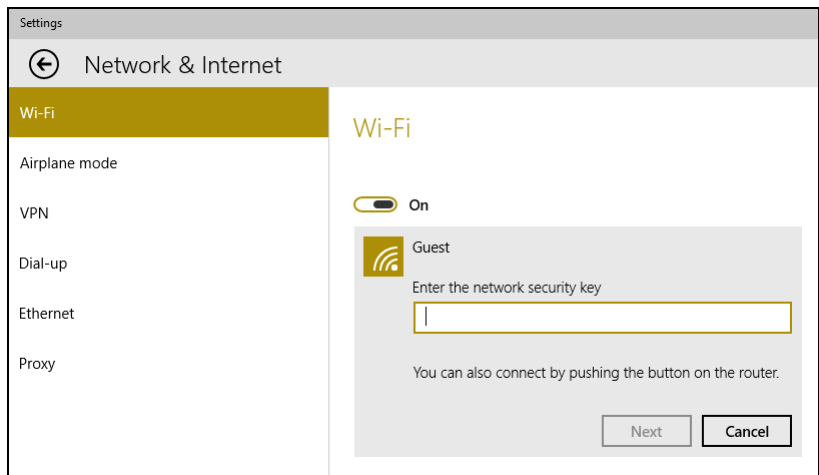 Settings
Network & Internet
Wi-Fi
Airplane mode
VPN
Dial-up
Ethernet
Proxy
Wi-Fi
On
Guest
Enter the network security key
You can also connect by pushing the button on the router.
Next
Cancel